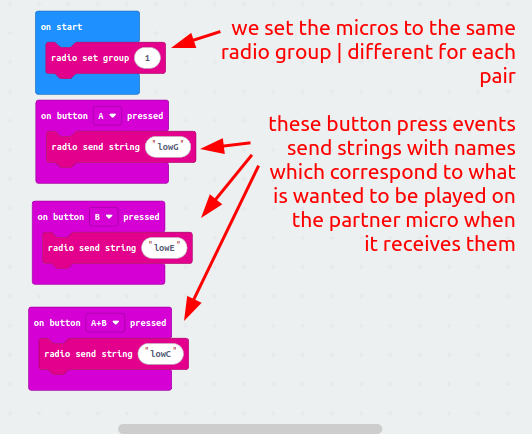 on start
radio set group 1
we set the micros to the same
radio group | different for each
pair
on button A pressed
radio send string "lowG"
these button press events
send strings with names
which correspond to what
is wanted to be played on
the partner micro when
it receives them
on button B pressed
radio send string "lowE"
on button A+B pressed
radio send string "lowC"